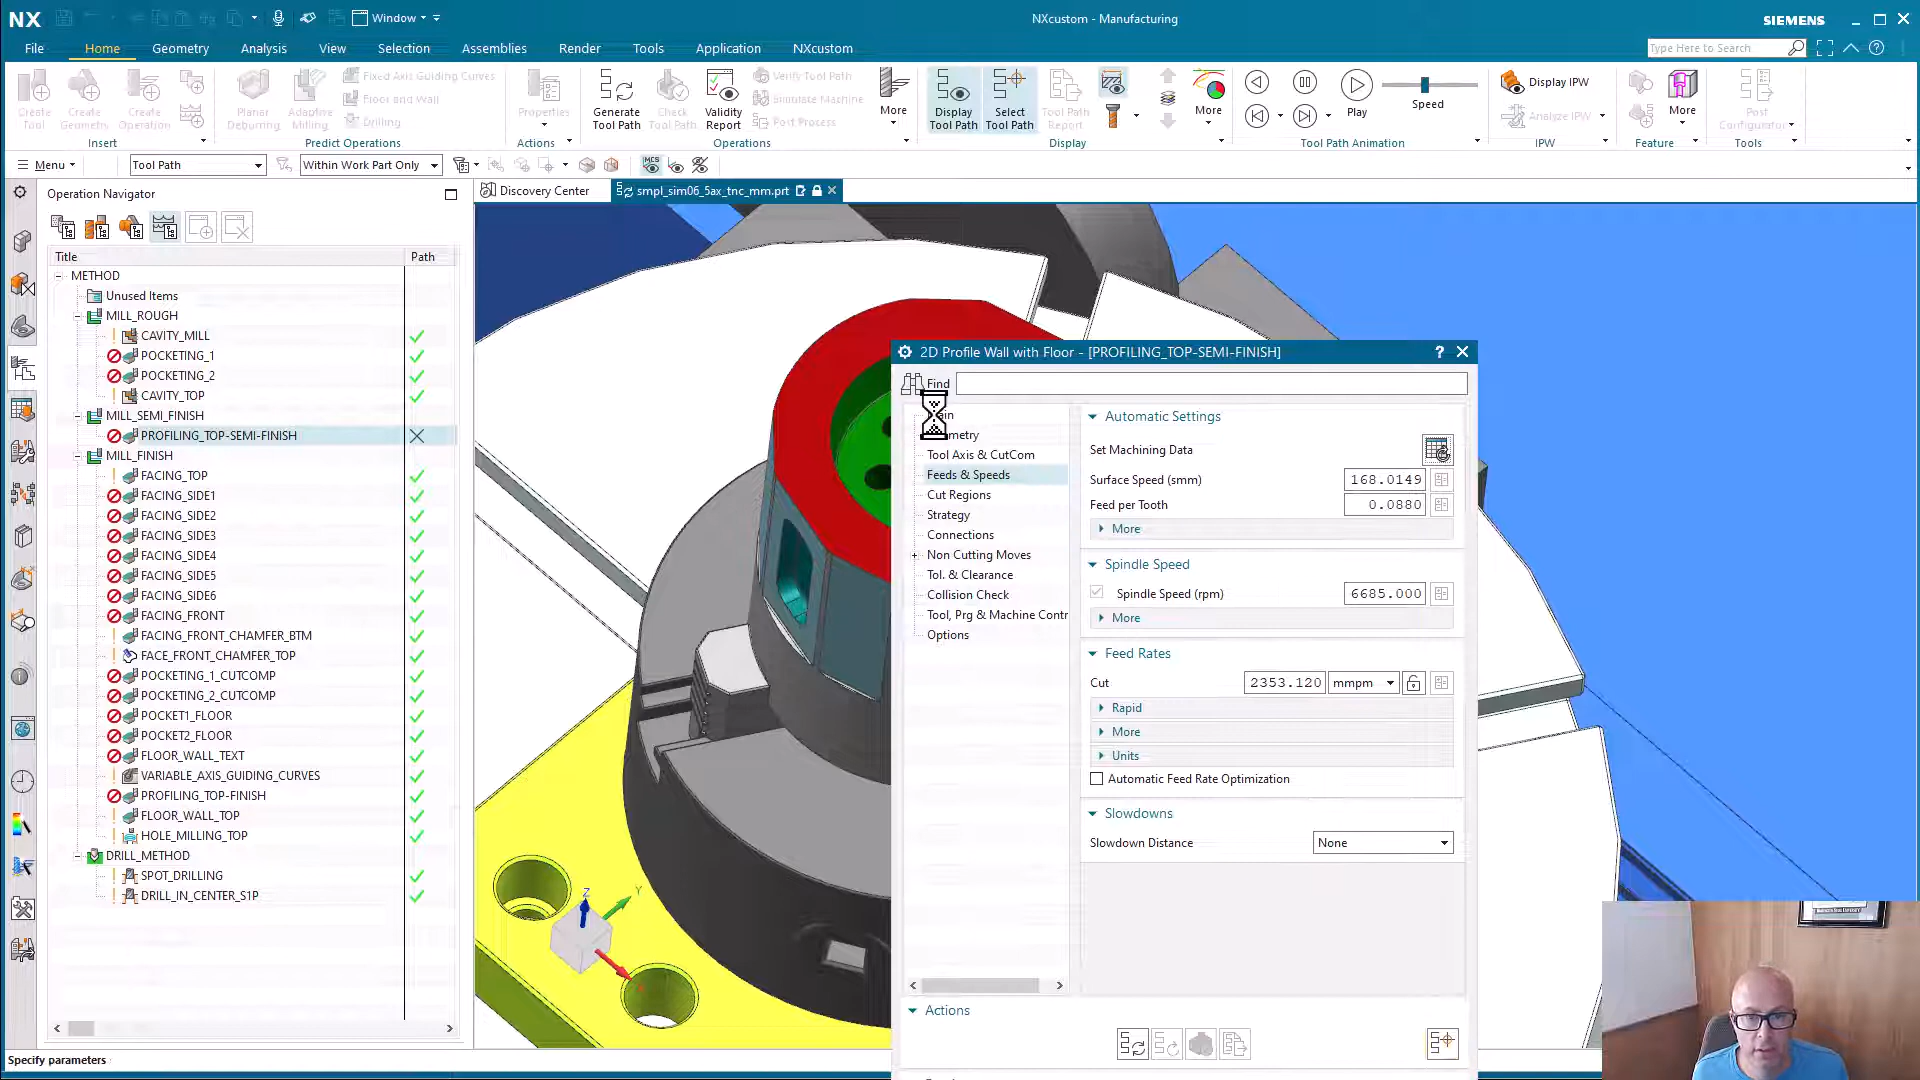 NX
Window
NXcustom - Manufacturing
SIEMENS
File Home Geometry Analysis View Selection Assemblies Render Tools Application NXcustom
Type Here to Search
Create Tool
Create Geometry
Create Operation
Insert
Planar Deburring
Adaptive Milling
Fixed Axis Guiding Curves
Floor and Wall
Drilling
Predict Operations
Properties
Actions
Generate Tool Path
Check Tool Path
Validity Report
Verify Tool Path
Simulate Machine
Post Process
More
Operations
Display Tool Path
Select Tool Path
Tool Path Report
More
Display
Play
Speed
Tool Path Animation
Display IPW
Analyze IPW
IPW
More
Feature
Post Configurator
Tools
Menu
Tool Path
Within Work Part Only
MCS
Operation Navigator
Discovery Center
smpl_sim06_5ax_tnc_mm.prt
Title Path
METHOD
Unused Items
MILL_ROUGH
CAVITY_MILL
POCKETING_1
POCKETING_2
CAVITY_TOP
MILL_SEMI_FINISH
PROFILING_TOP-SEMI-FINISH
MILL_FINISH
FACING_TOP
FACING_SIDE1
FACING_SIDE2
FACING_SIDE3
FACING_SIDE4
FACING_SIDE5
FACING_SIDE6
FACING_FRONT
FACING_FRONT_CHAMFER_BTM
FACE_FRONT_CHAMFER_TOP
POCKETING_1_CUTCOMP
POCKETING_2_CUTCOMP
POCKET1_FLOOR
POCKET2_FLOOR
FLOOR_WALL_TEXT
VARIABLE_AXIS_GUIDING_CURVES
PROFILING_TOP-FINISH
FLOOR_WALL_TOP
HOLE_MILLING_TOP
DRILL_METHOD
SPOT_DRILLING
DRILL_IN_CENTER_S1P
Specify parameters
Z
Y
2D Profile Wall with Floor - [PROFILING_TOP-SEMI-FINISH]
Find
Tool Axis & CutCom
Feeds & Speeds
Cut Regions
Strategy
Connections
Non Cutting Moves
Tol. & Clearance
Collision Check
Tool, Prg & Machine Contr
Options
Automatic Settings
Set Machining Data
Surface Speed (smm) 168.0149
Feed per Tooth 0.0880
More
Spindle Speed
Spindle Speed (rpm) 6685.000
More
Feed Rates
Cut 2353.120 mmpm
Rapid
More
Units
Automatic Feed Rate Optimization
Slowdowns
Slowdown Distance None
Actions